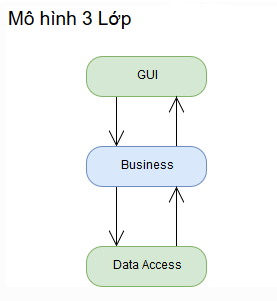 Mô hình 3 Lớp
GUI
Business
Data Access